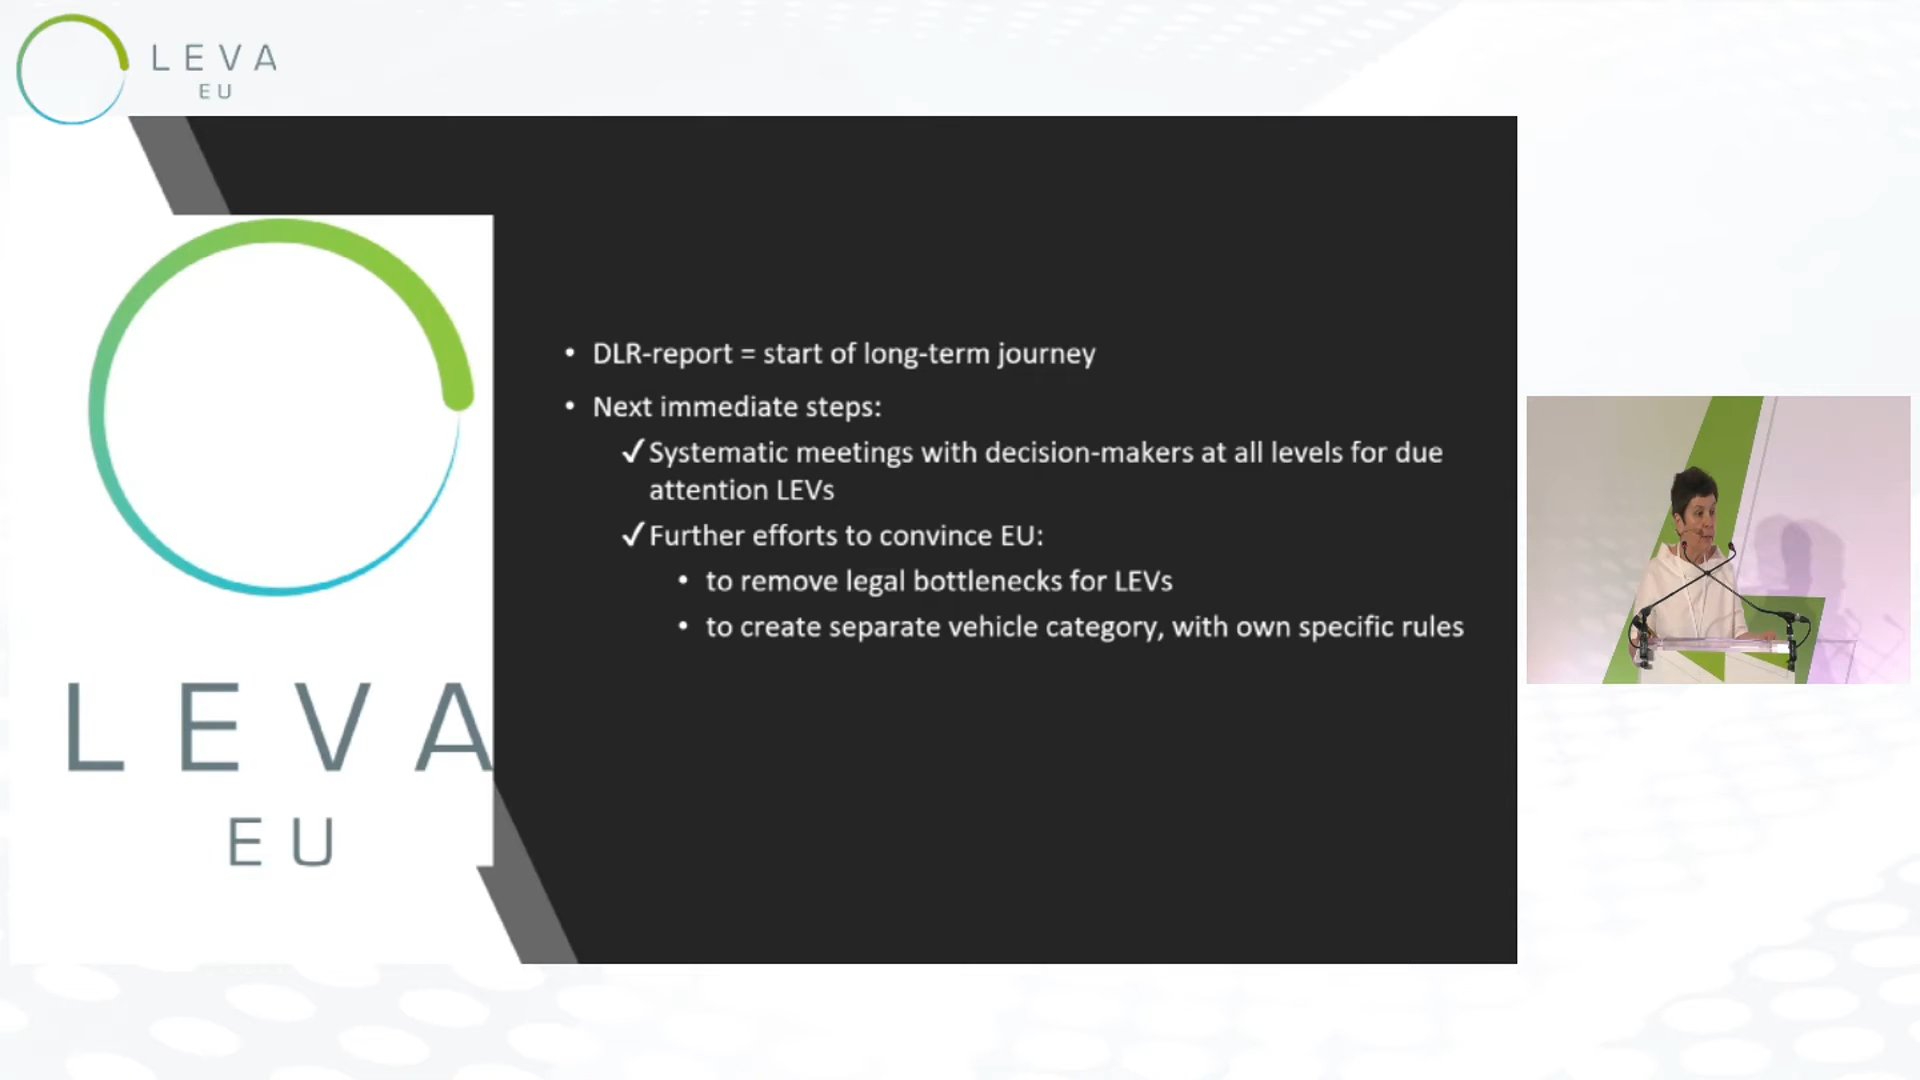 LEVA
EU
• DLR-report = start of long-term journey
• Next immediate steps:
✓Systematic meetings with decision-makers at all levels for due
attention LEVs
✓Further efforts to convince EU:
• to remove legal bottlenecks for LEVs
• to create separate vehicle category, with own specific rules
LEVA
EU